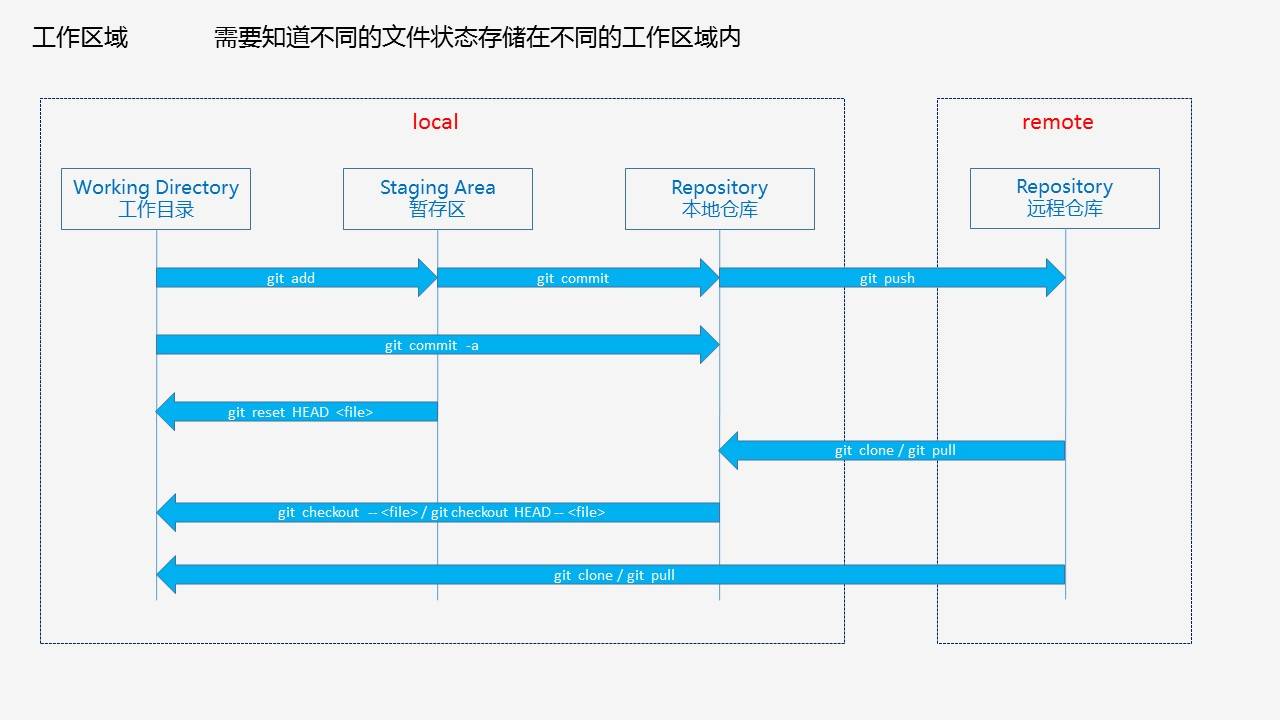 工作区域 需要知道不同的文件状态存储在不同的工作区域内
local
remote
Working Directory
工作目录
Staging Area
暂存区
Repository
本地仓库
Repository
远程仓库
git add
git commit
git push
git commit -a
git reset HEAD <file>
git clone / git pull
git checkout -- <file> / git checkout HEAD -- <file>
git clone / git pull